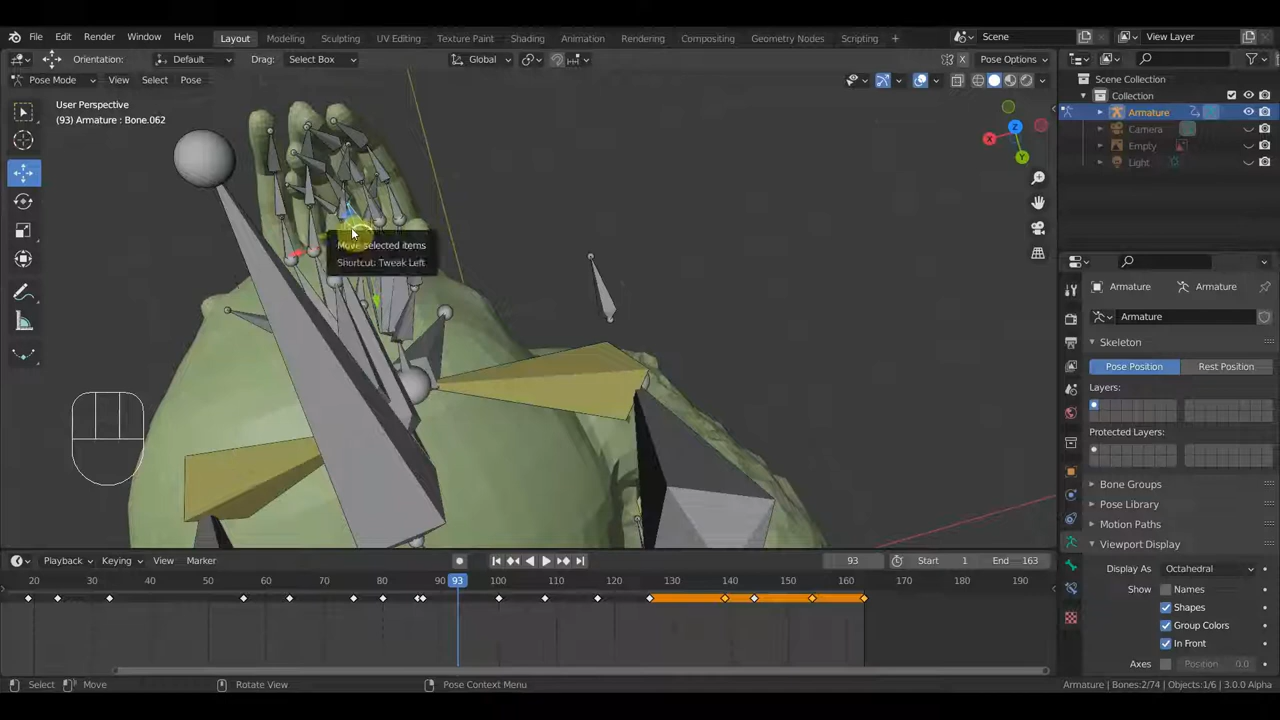 File Edit Render Window Help Layout Modeling Sculpting UV Editing Texture Paint Shading Animation Rendering Compositing Geometry Nodes Scripting + Scene View Layer
Orientation: Default Drag: Select Box Global Pose Options
Pose Mode View Select Pose
User Perspective
(93) Armature : Bone.062
Z
X
Y
Move selected items
Shortcut: Tweak Left
Scene Collection
Collection
Armature
Camera
Empty
Light
Armature Armature
Armature
Skeleton
Pose Position Rest Position
Layers:
Protected Layers:
Bone Groups
Pose Library
Motion Paths
Viewport Display
Display As Octahedral
Show Names
Shapes
Group Colors
In Front
Axes Position 0.0
Playback Keying View Marker 93 Start 1 End 163
20 30 40 50 60 70 80 93 100 110 120 130 140 150 160 170 180 190
Select Move Rotate View Pose Context Menu Armature | Bones:2/74 | Objects:1/6 | 3.0.0 Alpha